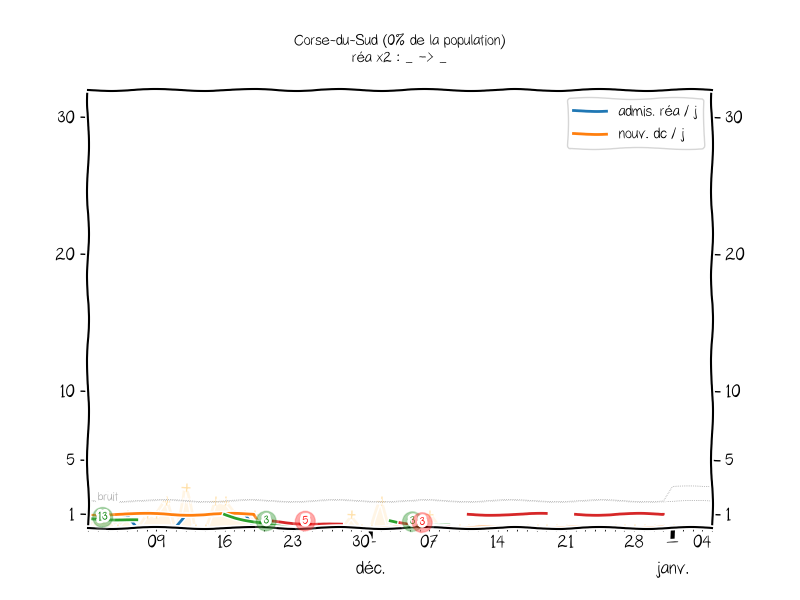 Corse-du-Sud (0% de la population)
réa x2 : _ -> _
admis. réa / j
nouv. dc / j
30 30
20 20
10 10
5 5
bruit
1 13 3 5 3 3 1
09 16 23 30 07 14 21 28 04
déc. janv.